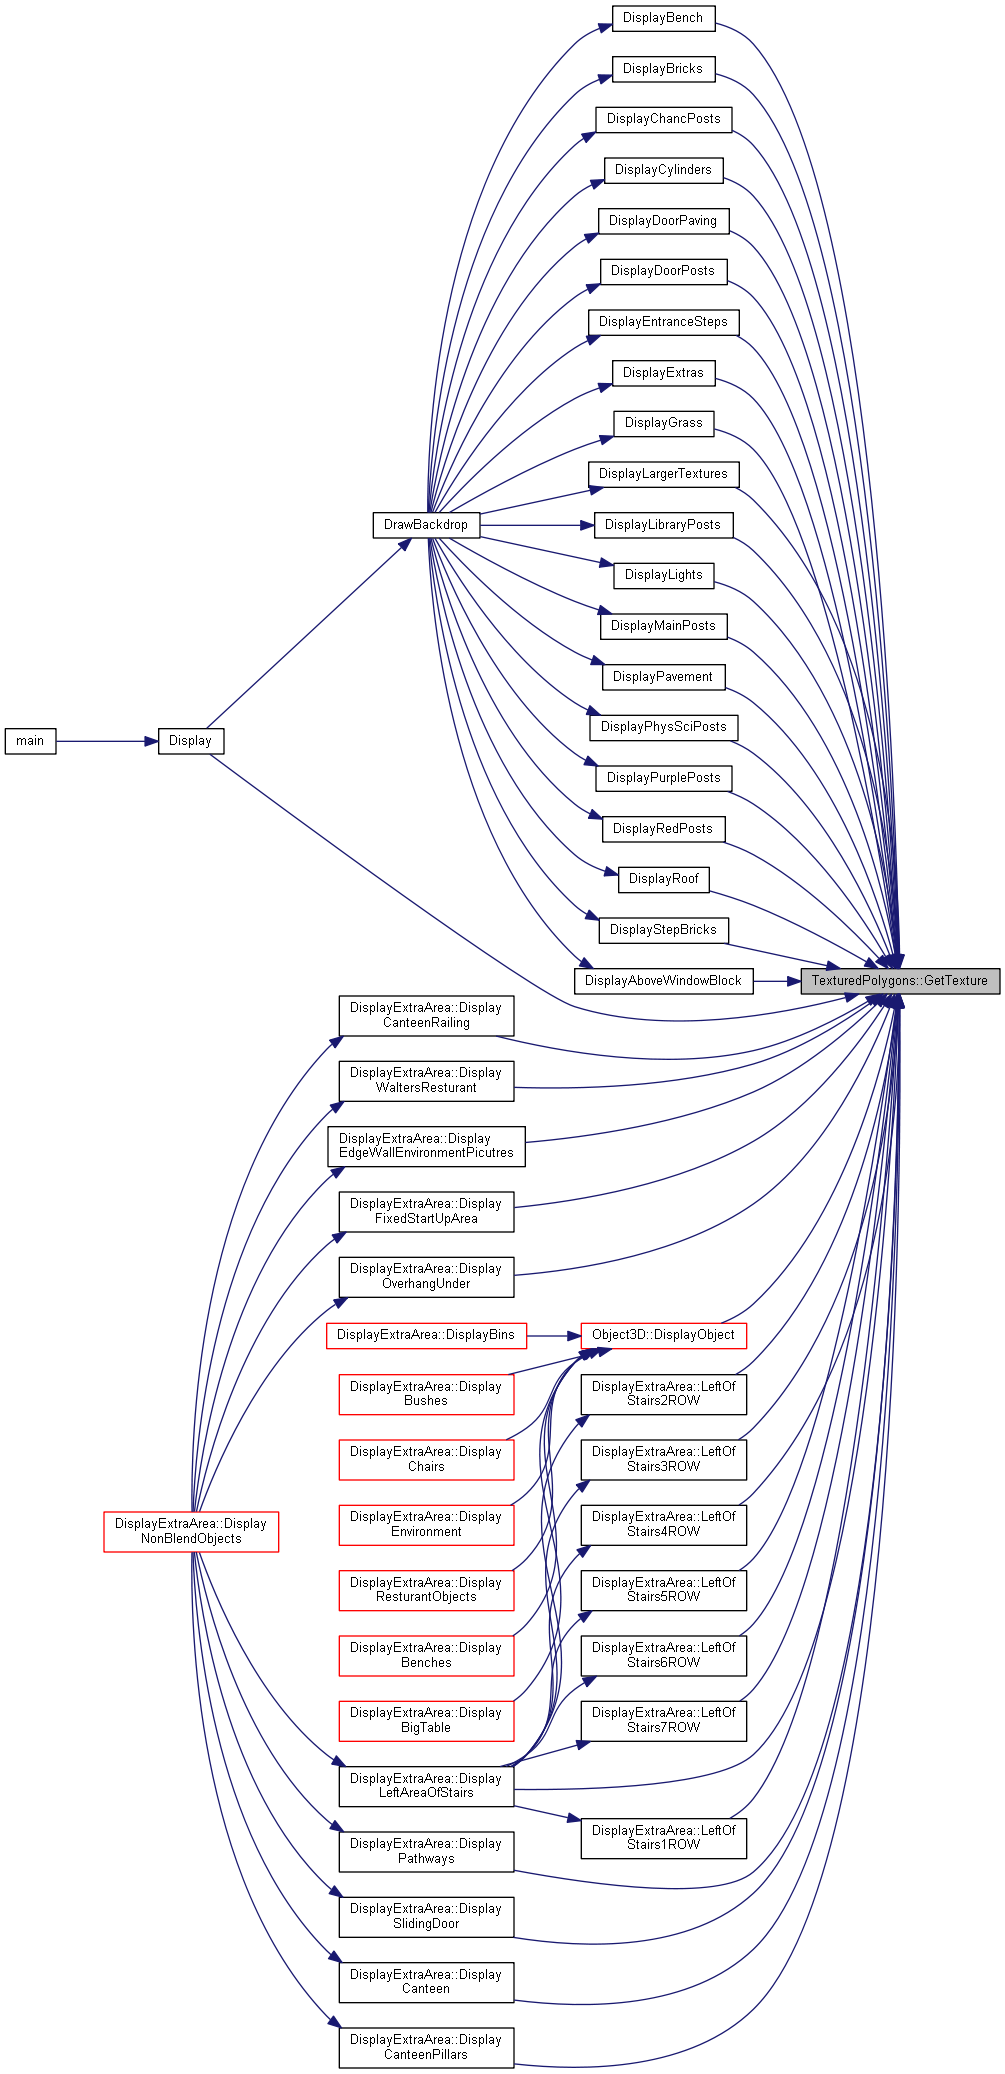 DisplayBench
DisplayBricks
DisplayChancPosts
DisplayCylinders
DisplayDoorPaving
DisplayDoorPosts
DisplayEntranceSteps
DisplayExtras
DisplayGrass
DisplayLargerTextures
DrawBackdrop
DisplayLibraryPosts
DisplayLights
DisplayMainPosts
DisplayPavement
DisplayPhysSciPosts
main
Display
DisplayPurplePosts
DisplayRedPosts
DisplayRoof
DisplayStepBricks
DisplayAboveWindowBlock
TexturedPolygons::GetTexture
DisplayExtraArea::Display
CanteenRailing
DisplayExtraArea::Display
WaltersResturant
DisplayExtraArea::Display
EdgeWallEnvironmentPicutres
DisplayExtraArea::Display
FixedStartUpArea
DisplayExtraArea::Display
OverhangUnder
DisplayExtraArea::DisplayBins
Object3D::DisplayObject
DisplayExtraArea::Display
Bushes
DisplayExtraArea::LeftOf
Stairs2ROW
DisplayExtraArea::Display
Chairs
DisplayExtraArea::LeftOf
Stairs3ROW
DisplayExtraArea::Display
NonBlendObjects
DisplayExtraArea::Display
Environment
DisplayExtraArea::LeftOf
Stairs4ROW
DisplayExtraArea::Display
ResturantObjects
DisplayExtraArea::LeftOf
Stairs5ROW
DisplayExtraArea::Display
Benches
DisplayExtraArea::LeftOf
Stairs6ROW
DisplayExtraArea::Display
BigTable
DisplayExtraArea::LeftOf
Stairs7ROW
DisplayExtraArea::Display
LeftAreaOfStairs
DisplayExtraArea::LeftOf
Stairs1ROW
DisplayExtraArea::Display
Pathways
DisplayExtraArea::Display
SlidingDoor
DisplayExtraArea::Display
Canteen
DisplayExtraArea::Display
CanteenPillars